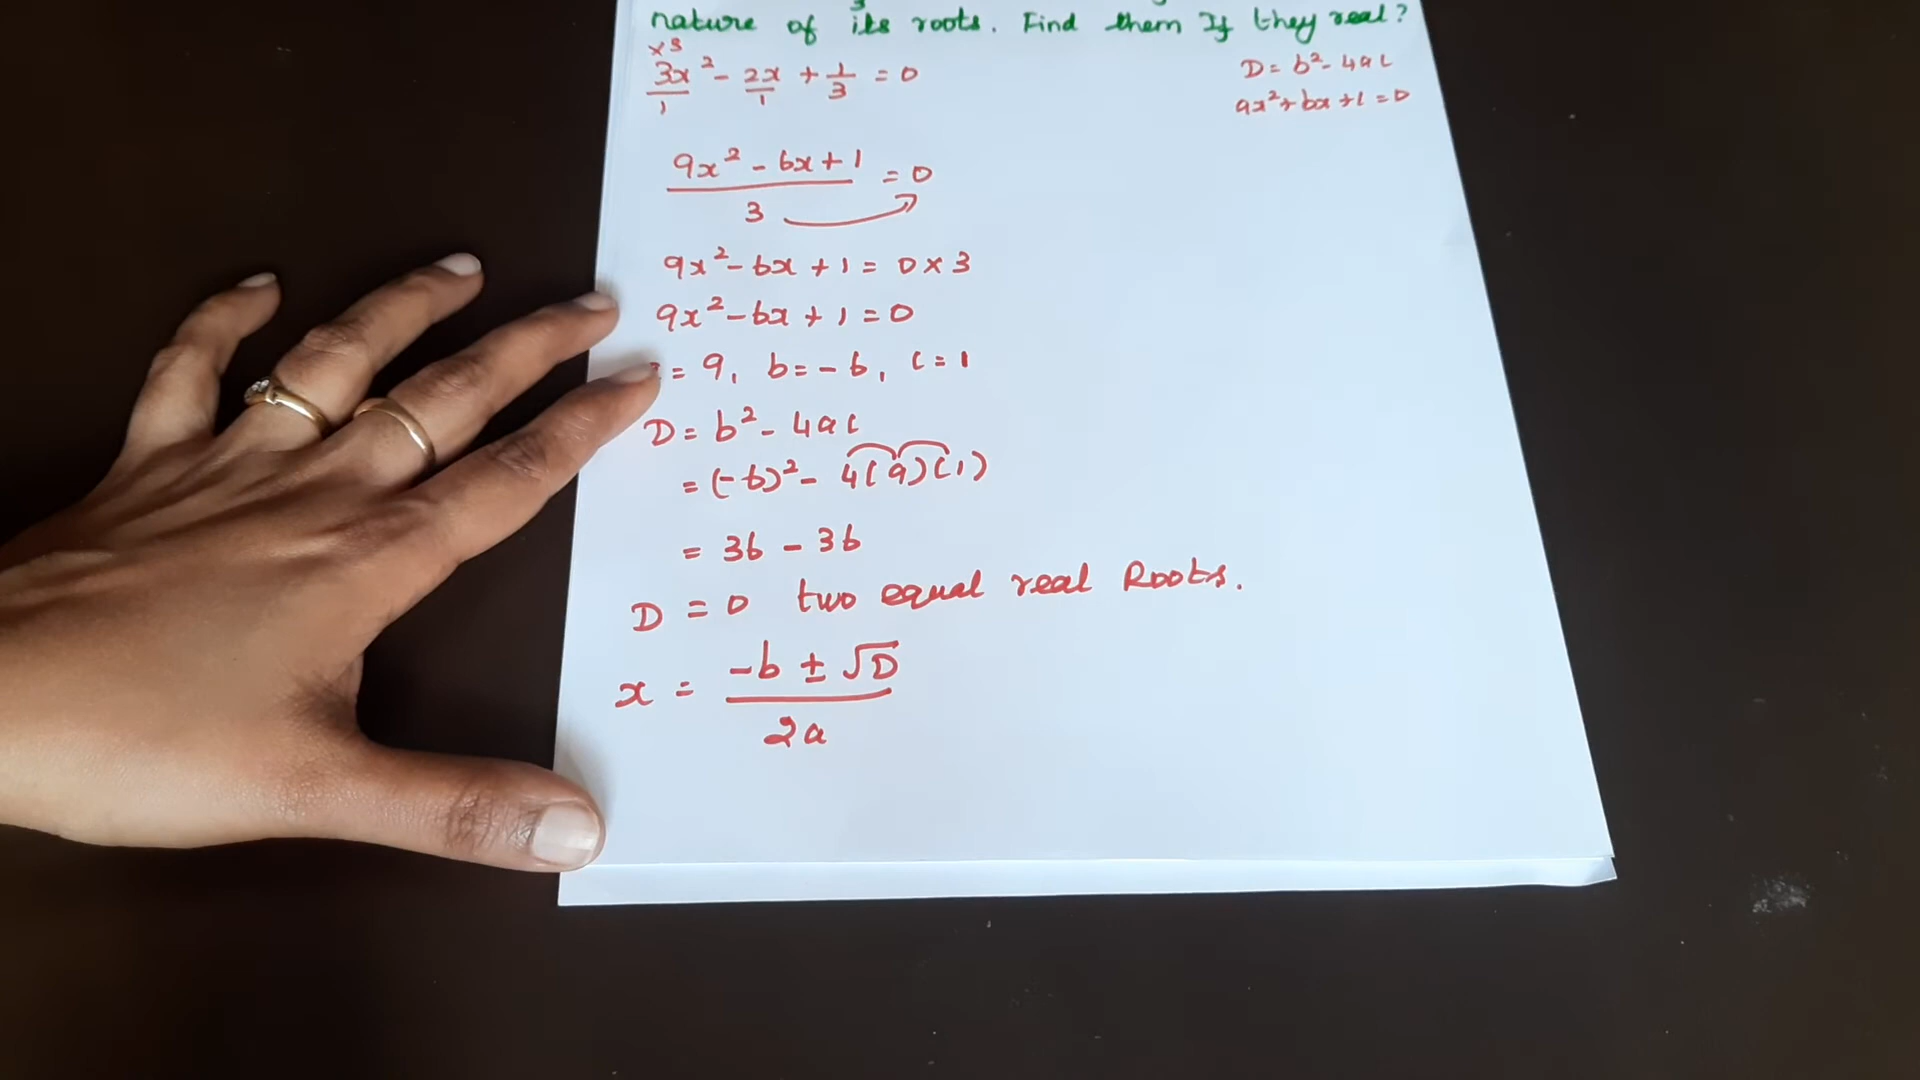 nature of its roots. Find them If they real?
×3
3x²/1 - 2x/1 + 1/3 = 0
D = b² - 4ac
ax² + bx + c = 0
9x² - 6x + 1 / 3 = 0
9x² - 6x + 1 = 0 × 3
9x² - 6x + 1 = 0
= 9, b = -6, c = 1
D = b² - 4ac
= (-6)² - 4(9)(1)
= 36 - 36
D = 0 two equal real Roots.
x = -b ± √D / 2a